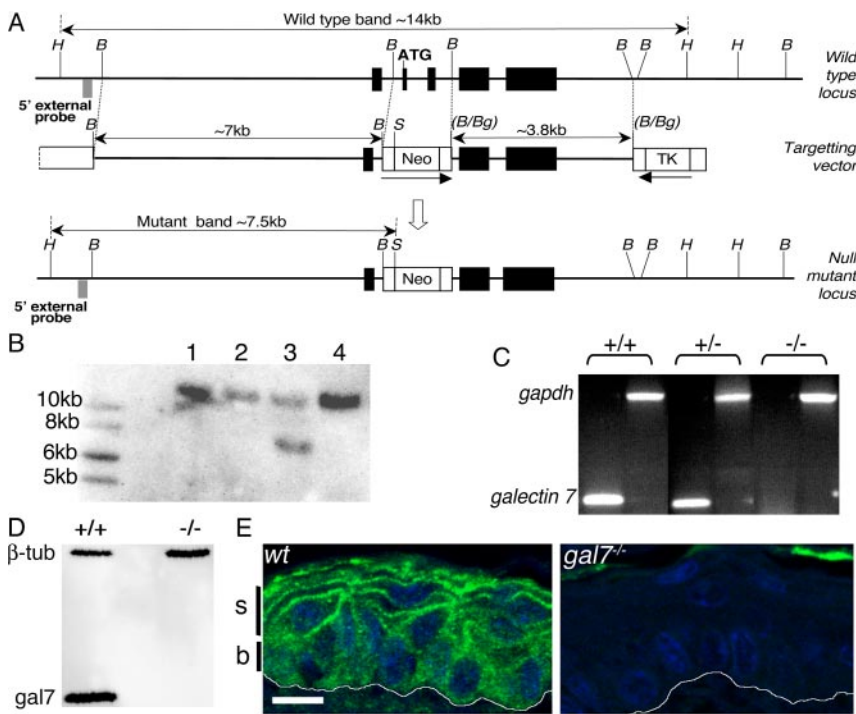 A
Wild type band ~14kb
H B B B B B H H B
ATG
Wild type locus
5' external probe
B ~7kb B S (B/Bg) ~3.8kb (B/Bg)
Neo TK
Targetting vector
Mutant band ~7.5kb
H B B S B B H H B
Neo
Null mutant locus
5' external probe
B
1 2 3 4
10kb
8kb
6kb
5kb
C
+/+ +/- -/-
gapdh
galectin 7
D
+/+ -/-
β-tub
gal7
E
wt gal7-/-
s
b